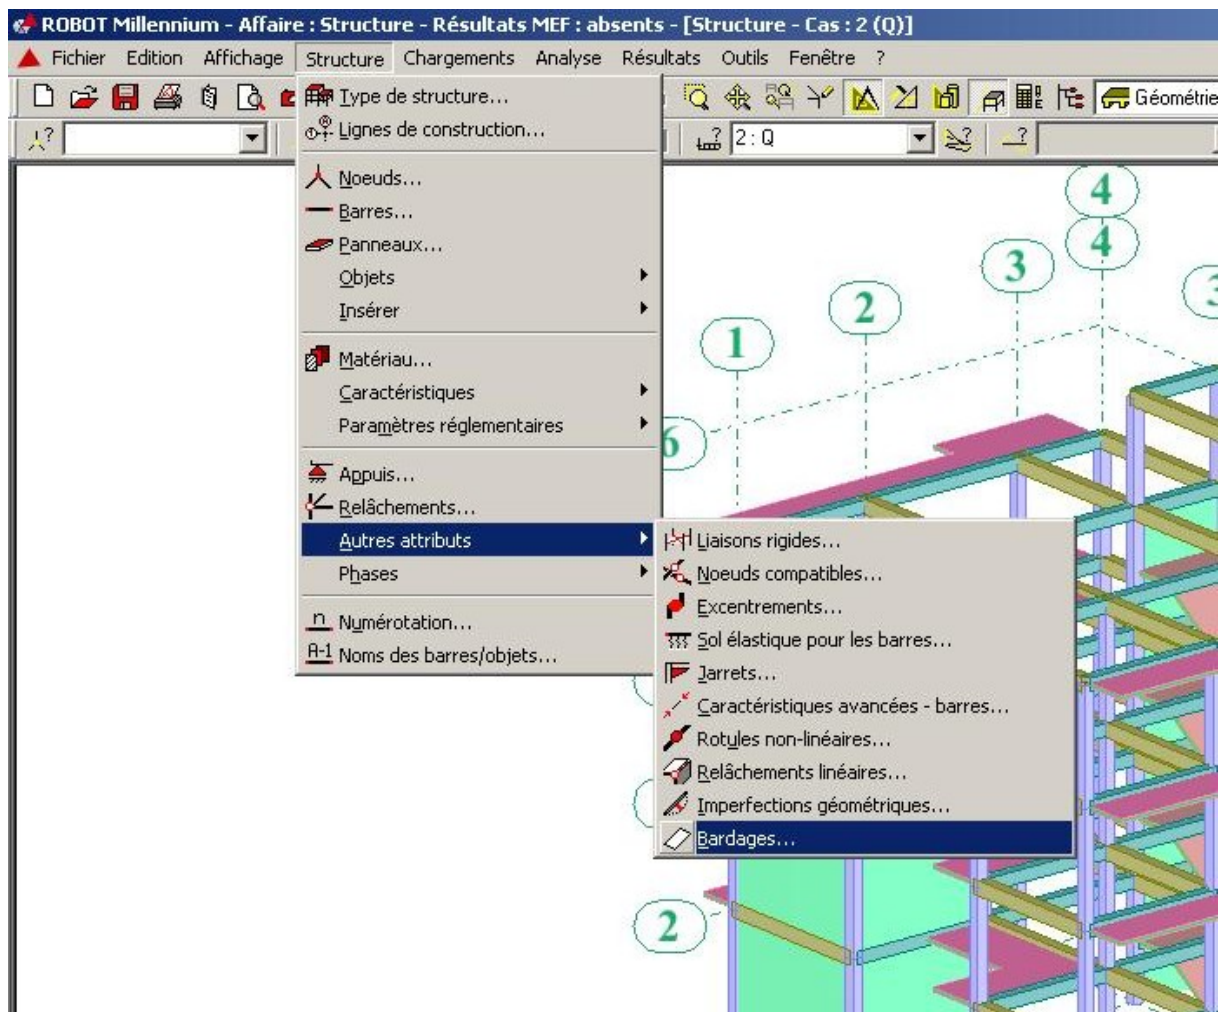 ROBOT Millennium - Affaire : Structure - Résultats MEF : absents - [Structure - Cas : 2 (Q)]
Fichier Edition Affichage Structure Chargements Analyse Résultats Outils Fenêtre ?
Géométrie
2 : Q
Type de structure...
Lignes de construction...
Noeuds...
Barres...
Panneaux...
Objets
Insérer
Matériau...
Caractéristiques
Paramètres réglementaires
Appuis...
Relâchements...
Autres attributs
Phases
n Numérotation...
A-1 Noms des barres/objets...
Liaisons rigides...
Noeuds compatibles...
Excentrements...
Sol élastique pour les barres...
Jarrets...
Caractéristiques avancées - barres...
Rotules non-linéaires...
Relâchements linéaires...
Imperfections géométriques...
Bardages...
4
4
3
3
2
1
6
2